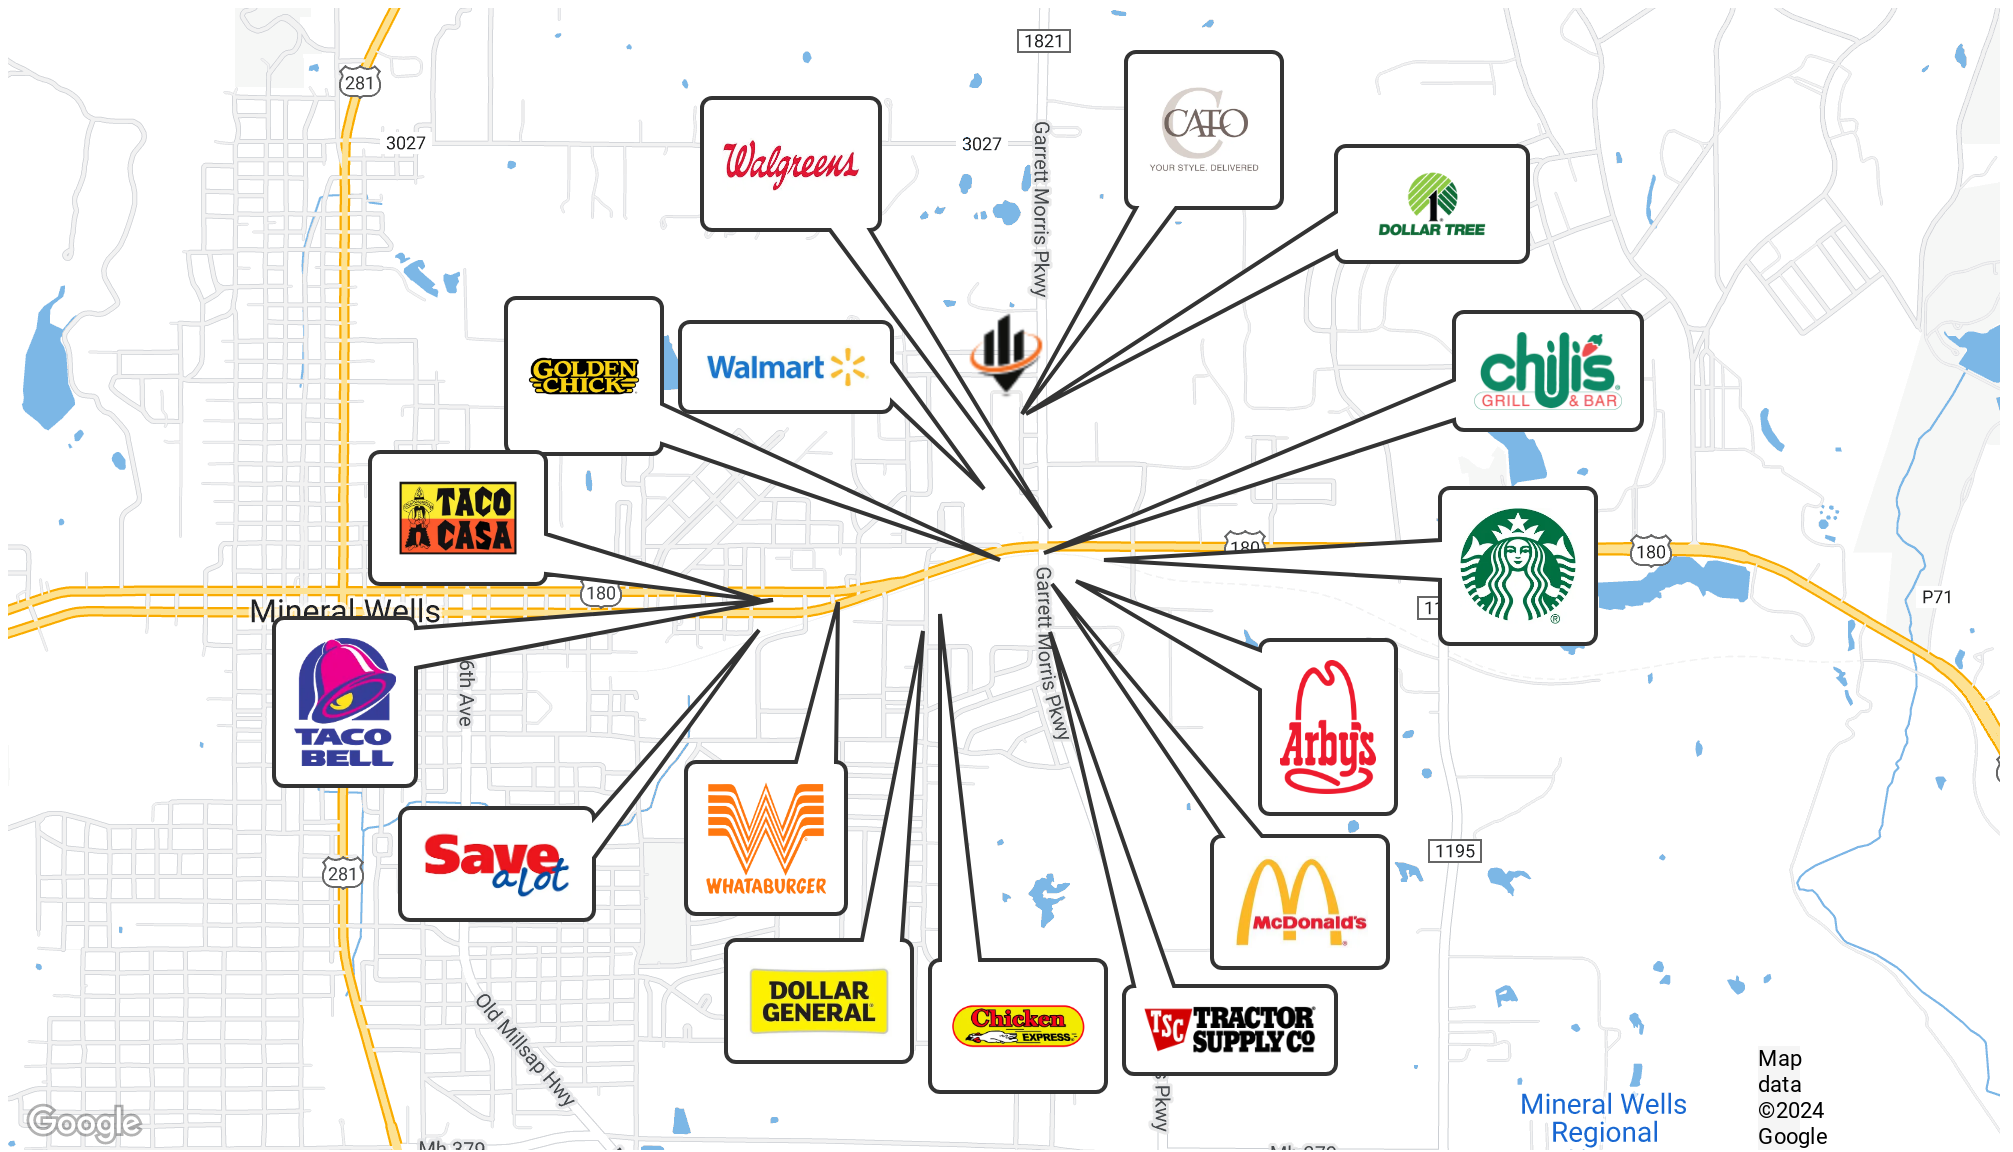 1821
281
3027
3027
Garrett Morris Pkwy
Walgreens
CATO
YOUR STYLE, DELIVERED
1
DOLLAR TREE
GOLDEN
CHICK
Walmart
chili's
GRILL & BAR
TACO
CASA
180
180
180
Mineral Wells
P71
Garrett Morris Pkwy
TACO
BELL
6th Ave
Arby's
Save
a lot
281
WHATABURGER
1195
McDonald's
DOLLAR
GENERAL
Chicken
EXPRESS
TSC TRACTOR
SUPPLY CO
Old Millsap Hwy
Pkwy
Mineral Wells
Regional
Map
data
©2024
Google
Google